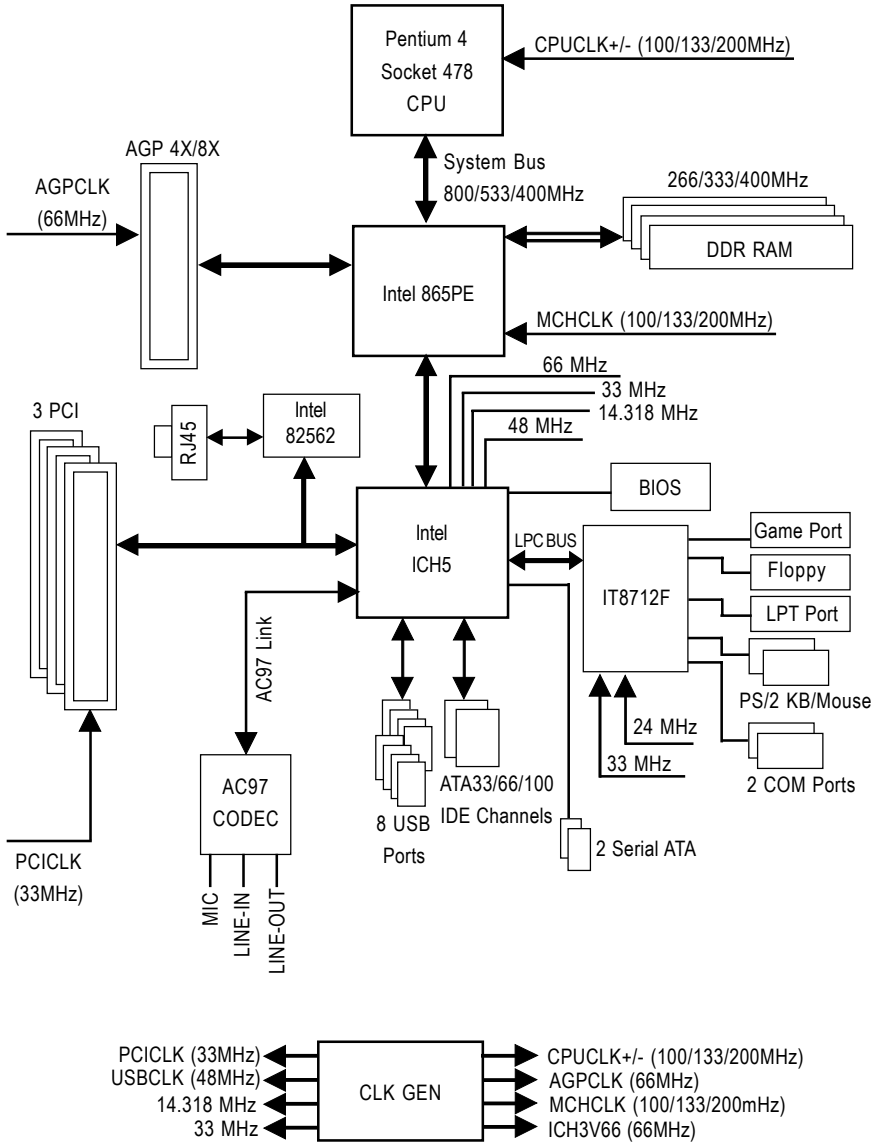 Pentium 4
Socket 478
CPU
CPUCLK+/- (100/133/200MHz)
AGP 4X/8X
System Bus
800/533/400MHz
AGPCLK
(66MHz)
266/333/400MHz
DDR RAM
Intel 865PE
MCHCLK (100/133/200MHz)
66 MHz
33 MHz
14.318 MHz
48 MHz
3 PCI
RJ45
Intel
82562
BIOS
Intel
ICH5
LPC BUS
IT8712F
Game Port
Floppy
LPT Port
PS/2 KB/Mouse
2 COM Ports
24 MHz
33 MHz
AC97 Link
AC97
CODEC
MIC
LINE-IN
LINE-OUT
8 USB
Ports
ATA33/66/100
IDE Channels
2 Serial ATA
PCICLK
(33MHz)
PCICLK (33MHz)
USBCLK (48MHz)
14.318 MHz
33 MHz
CLK GEN
CPUCLK+/- (100/133/200MHz)
AGPCLK (66MHz)
MCHCLK (100/133/200mHz)
ICH3V66 (66MHz)